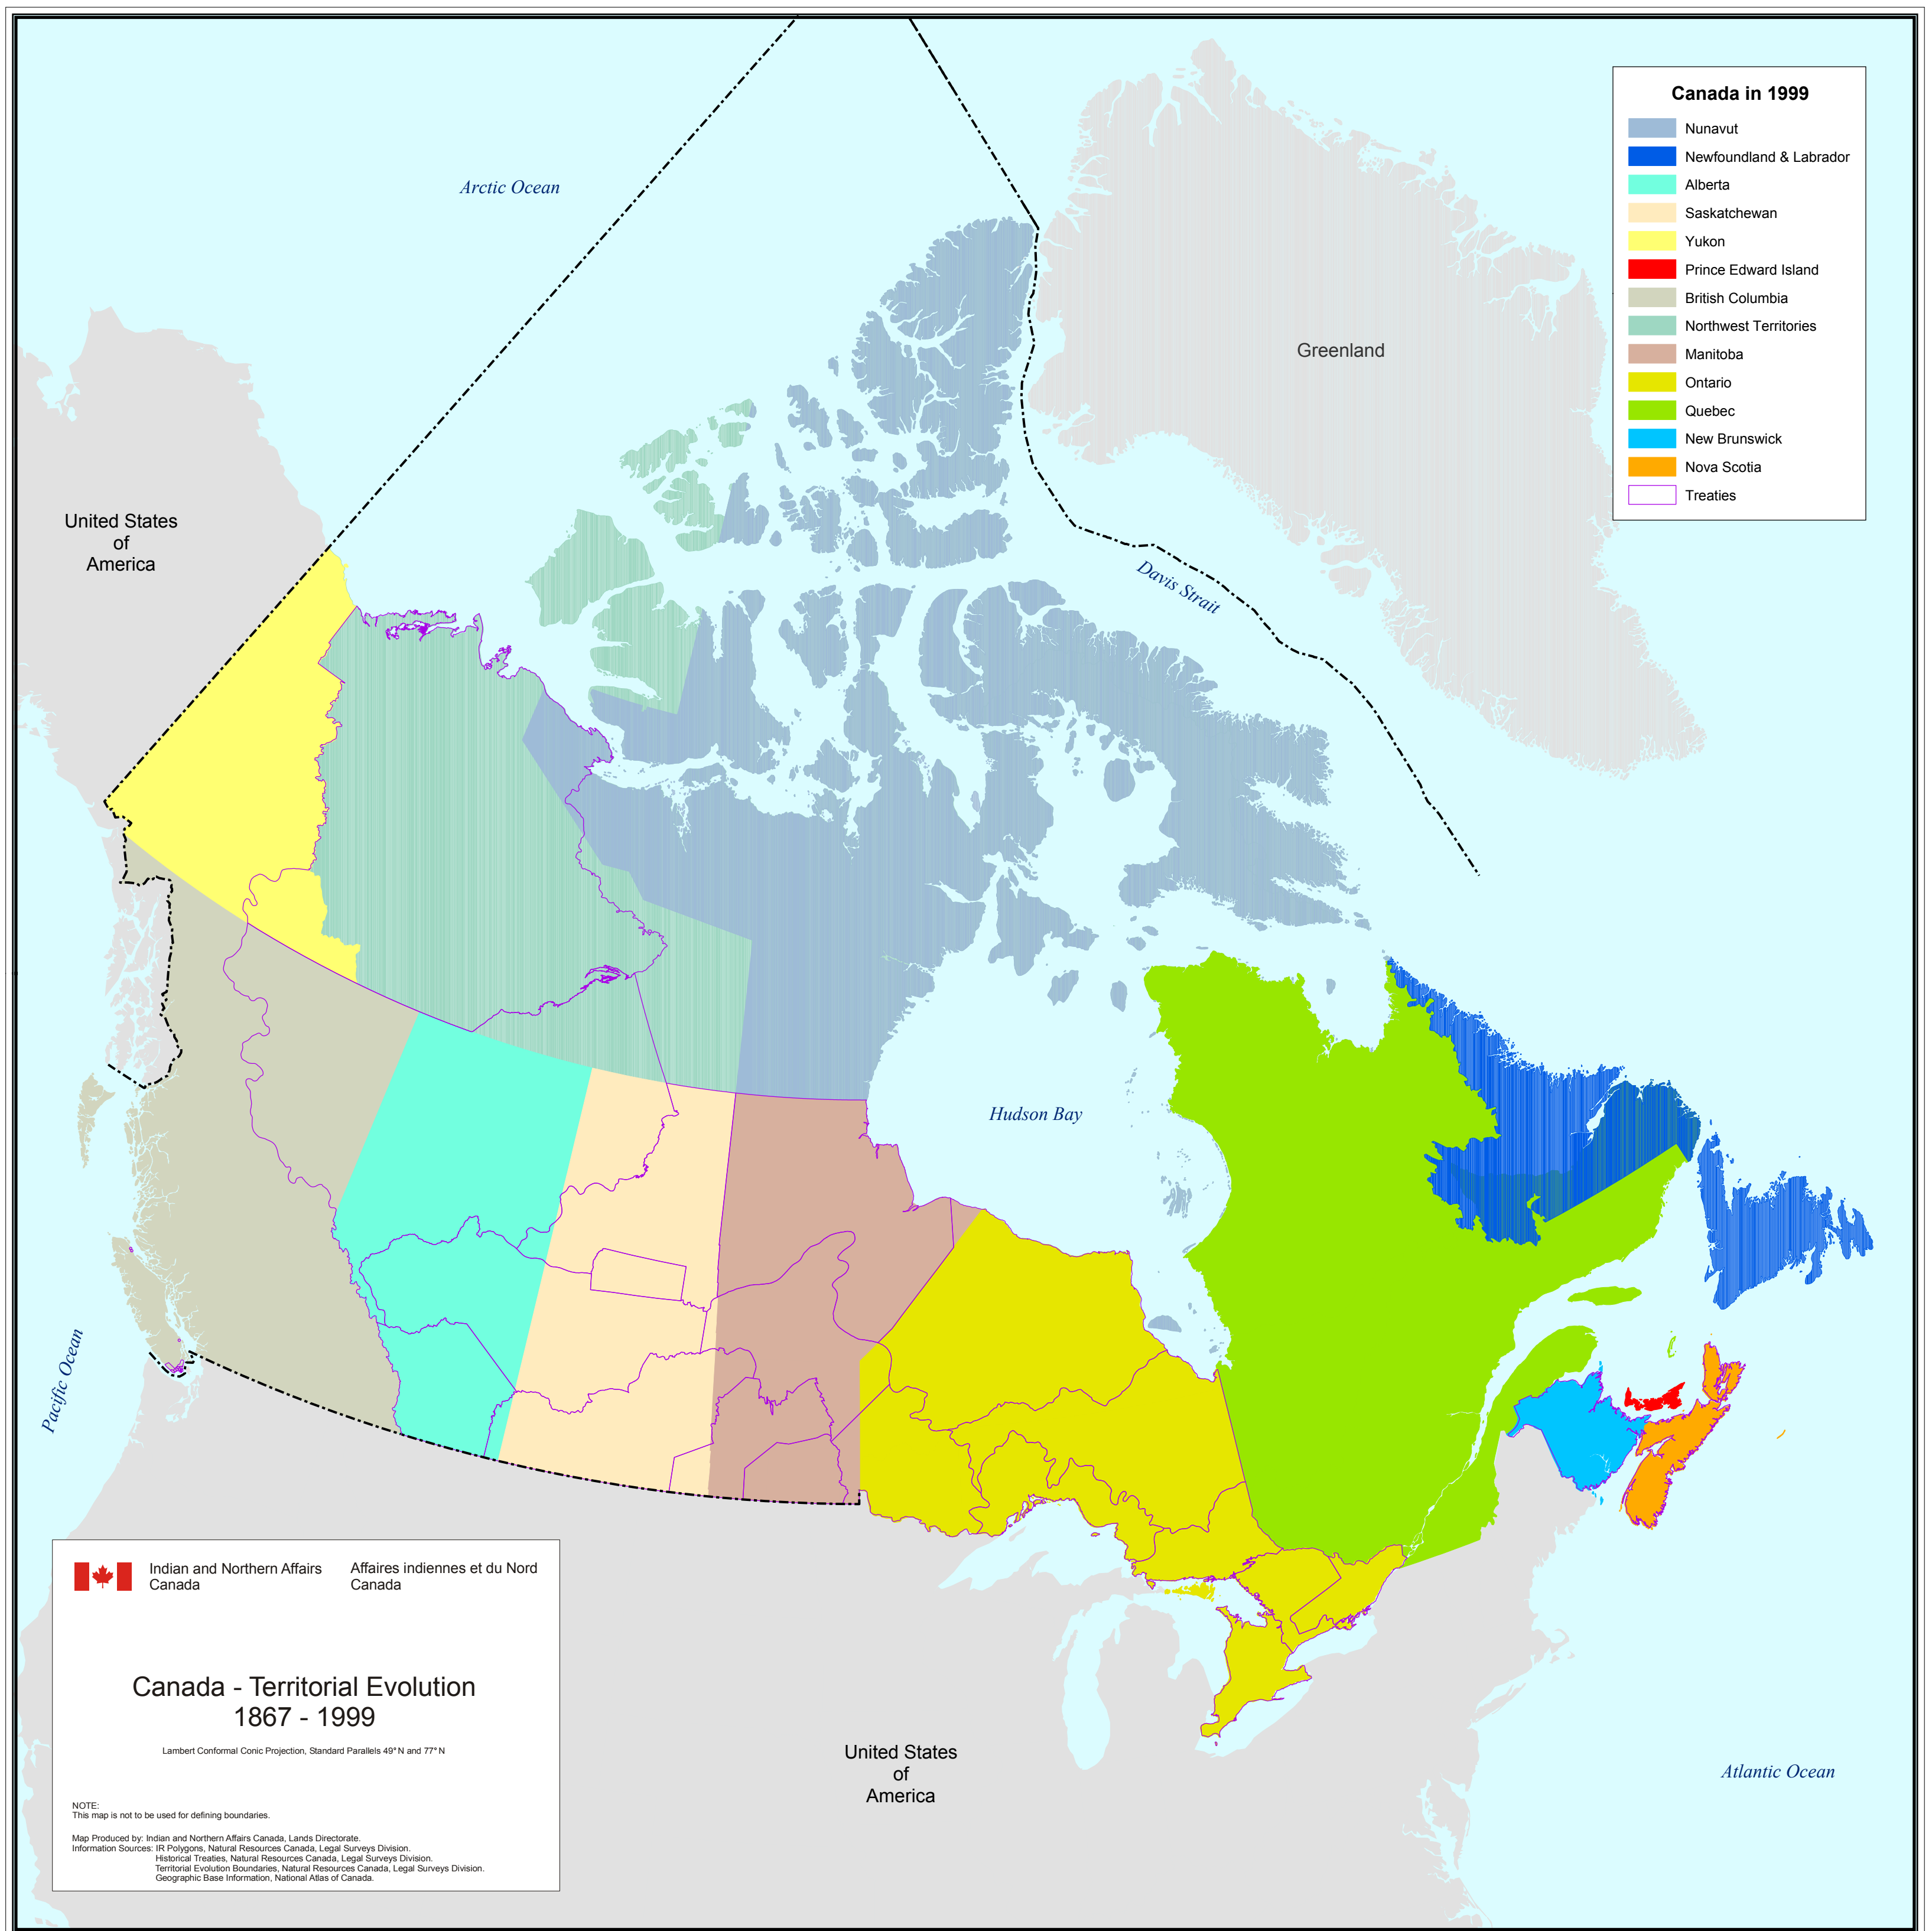 Canada in 1999
Nunavut
Newfoundland & Labrador
Alberta
Saskatchewan
Yukon
Prince Edward Island
British Columbia
Northwest Territories
Manitoba
Ontario
Quebec
New Brunswick
Nova Scotia
Treaties
Arctic Ocean
Greenland
United States
of
America
Davis Strait
Hudson Bay
Pacific Ocean
Indian and Northern Affairs
Canada
Affaires indiennes et du Nord
Canada
Canada - Territorial Evolution
1867 - 1999
Lambert Conformal Conic Projection, Standard Parallels 49° N and 77° N
NOTE:
This map is not to be used for defining boundaries.
Map Produced by: Indian and Northern Affairs Canada, Lands Directorate.
Information Sources: IR Polygons, Natural Resources Canada, Legal Surveys Division.
Historical Treaties, Natural Resources Canada, Legal Surveys Division.
Territorial Evolution Boundaries, Natural Resources Canada, Legal Surveys Division.
Geographic Base Information, National Atlas of Canada.
United States
of
America
Atlantic Ocean